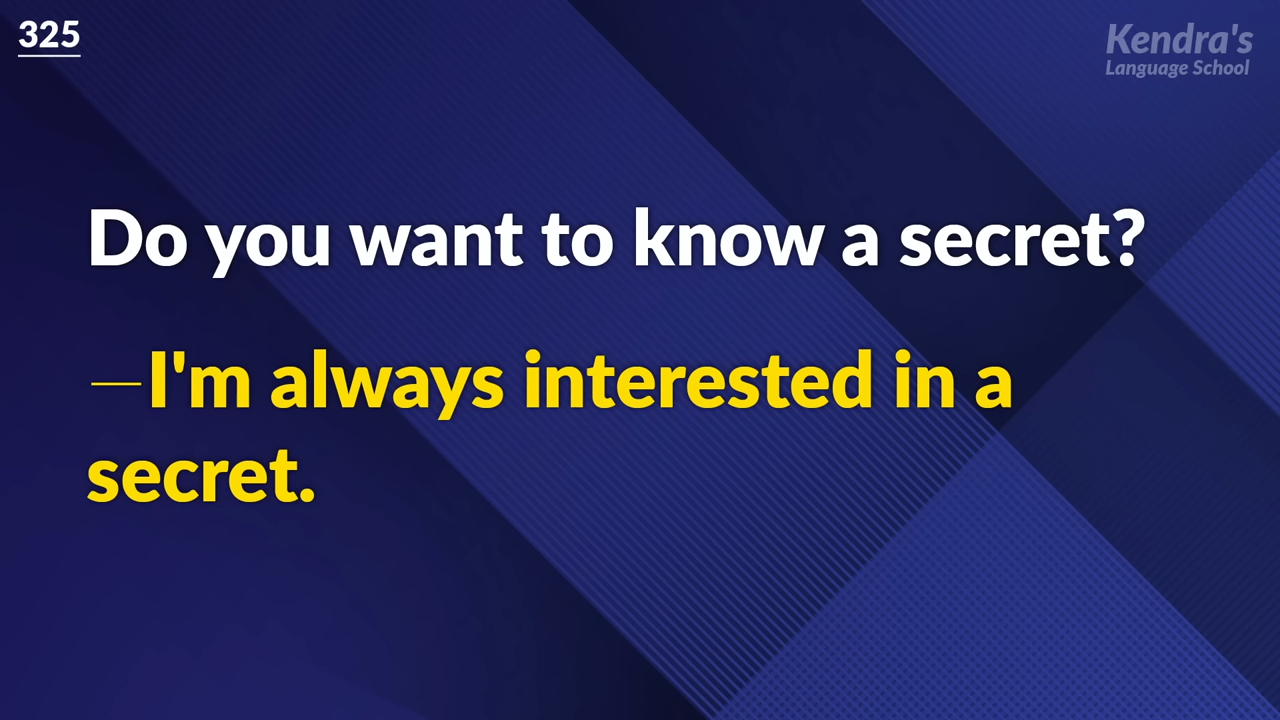 325
Kendra's
Language School
Do you want to know a secret?
—I'm always interested in a
secret.